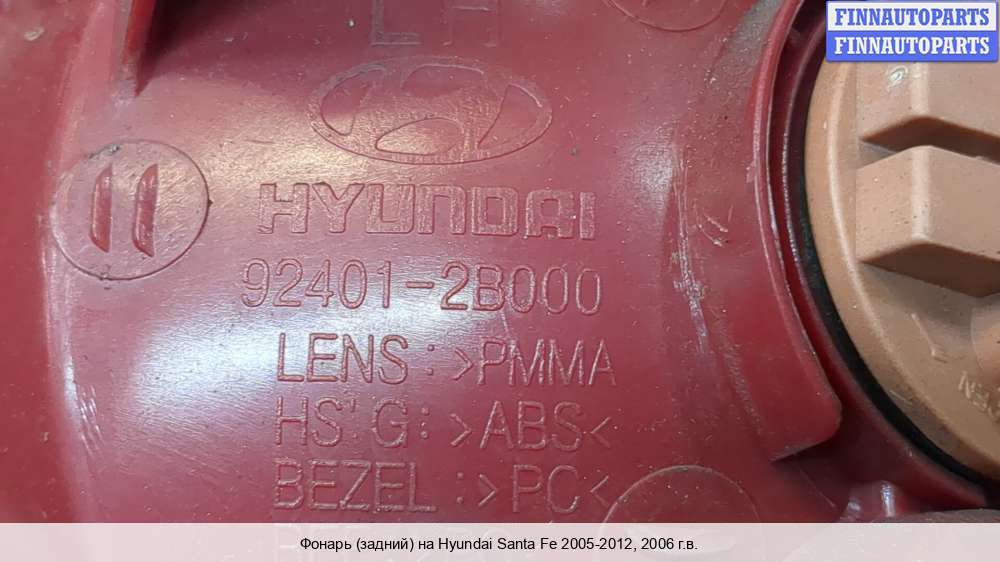 FINNAUTOPARTS
FINNAUTOPARTS
LH
HYUNDAI
92401-2B000
LENS : >PMMA
HS'G : >ABS<
BEZEL : >PC<
Фонарь (задний) на Hyundai Santa Fe 2005-2012, 2006 г.в.